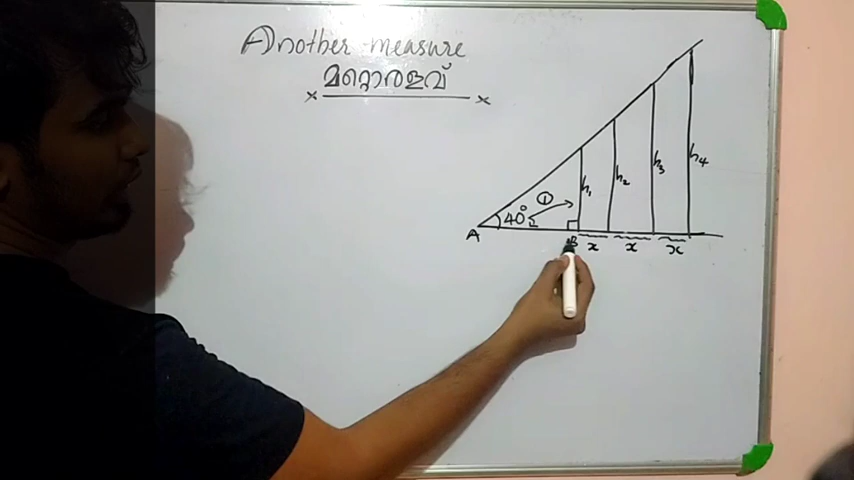 Another measure
മറ്റൊരളവ്
x x
h₄
h₃
h₂
h₁
①
40°
A
B x x x